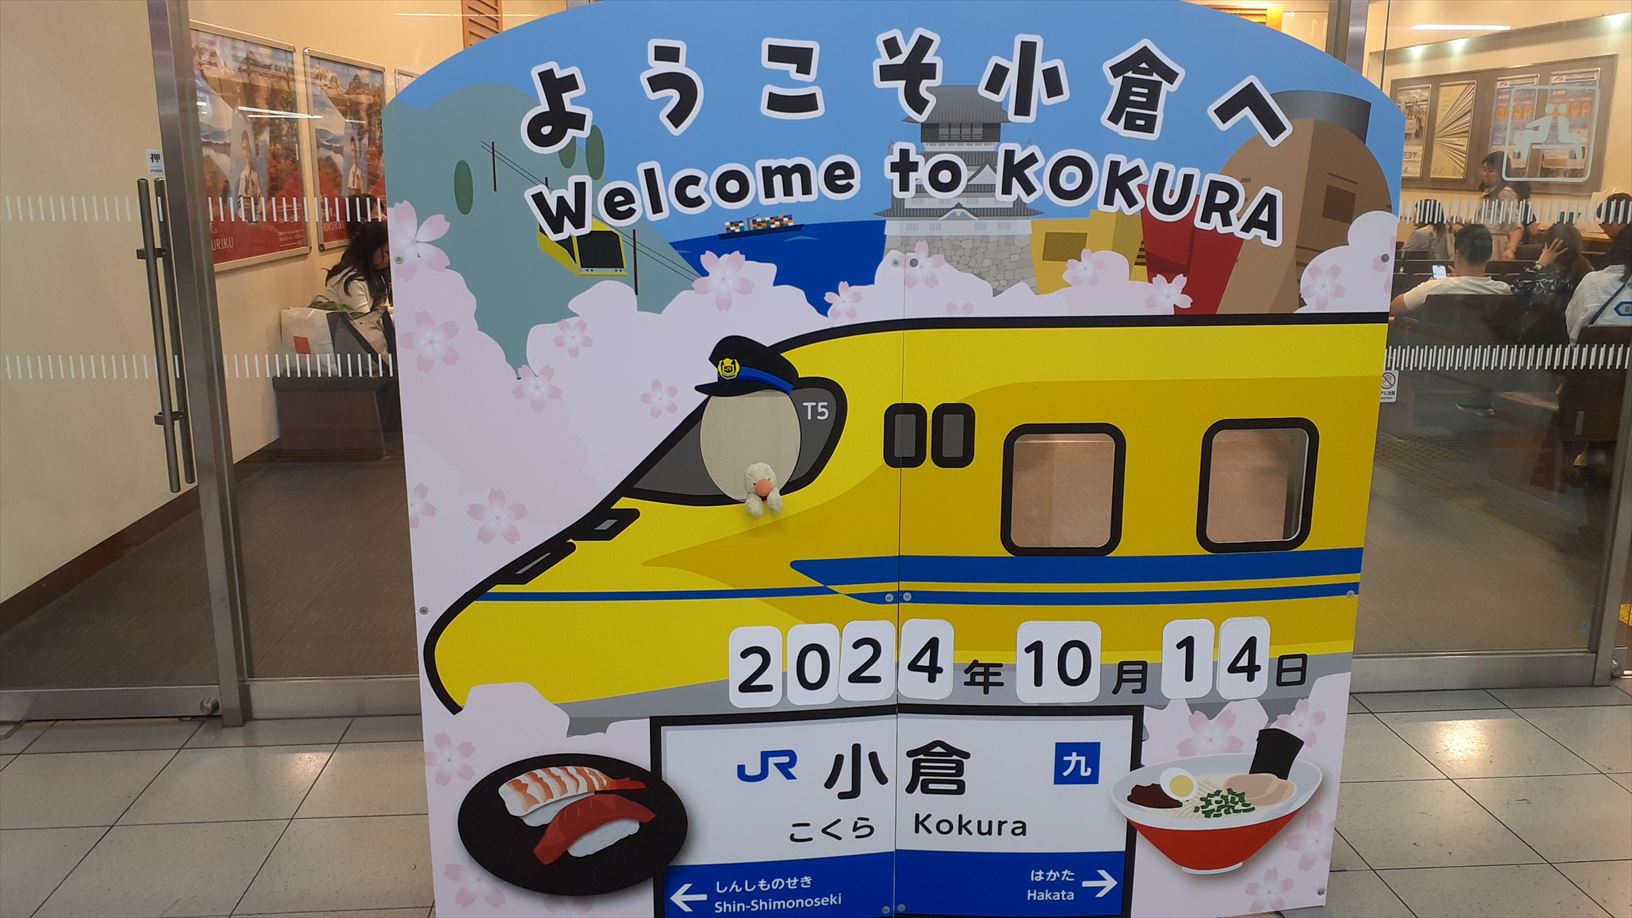 ようこそ小倉へ
Welcome to KOKURA
押
T5
2024年10月14日
JR 小倉 九
こくら Kokura
しんしものせき
← Shin-Shimonoseki
はかた
Hakata →